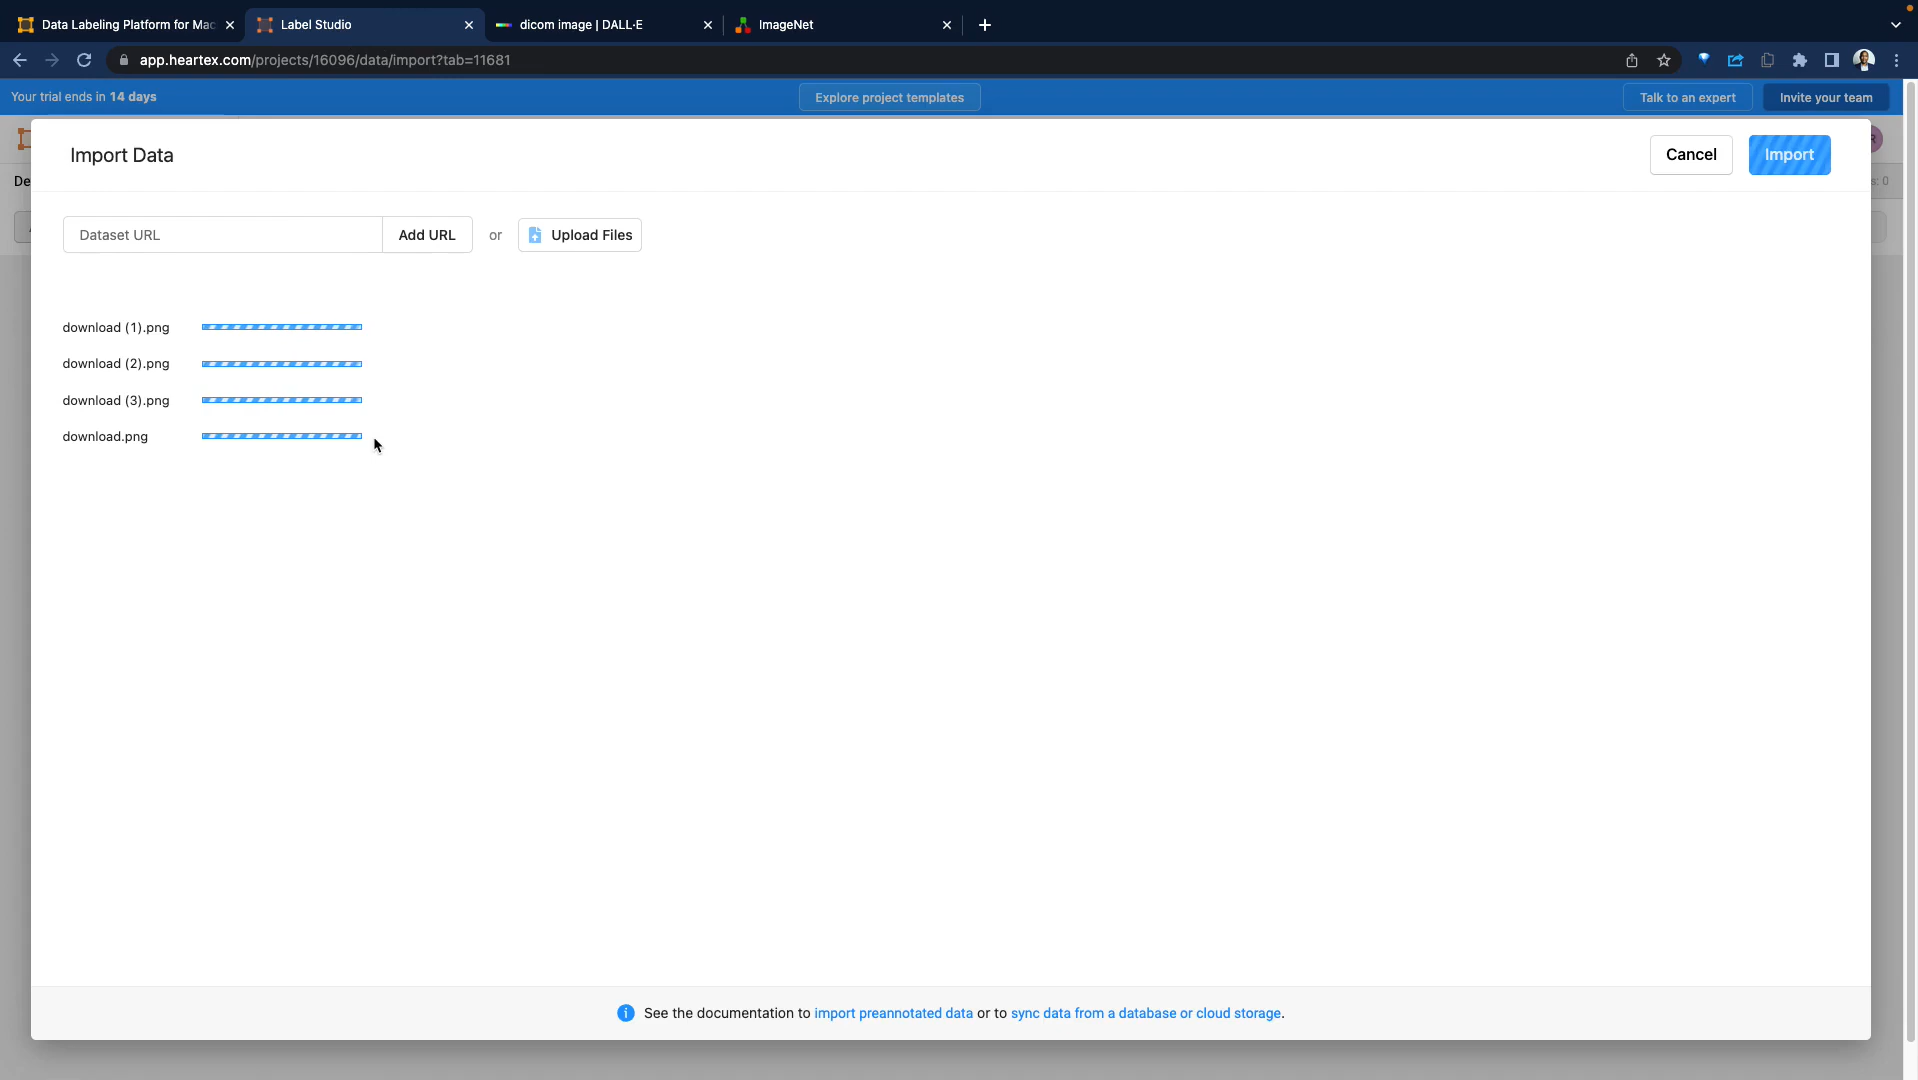 Data Labeling Platform for Mac
Label Studio
dicom image | DALL·E
ImageNet
app.heartex.com/projects/16096/data/import?tab=11681
Your trial ends in 14 days
Explore project templates
Talk to an expert
Invite your team
Import Data
Cancel
Import
De
s: 0
Dataset URL
Add URL
or
Upload Files
download (1).png
download (2).png
download (3).png
download.png
See the documentation to import preannotated data or to sync data from a database or cloud storage.